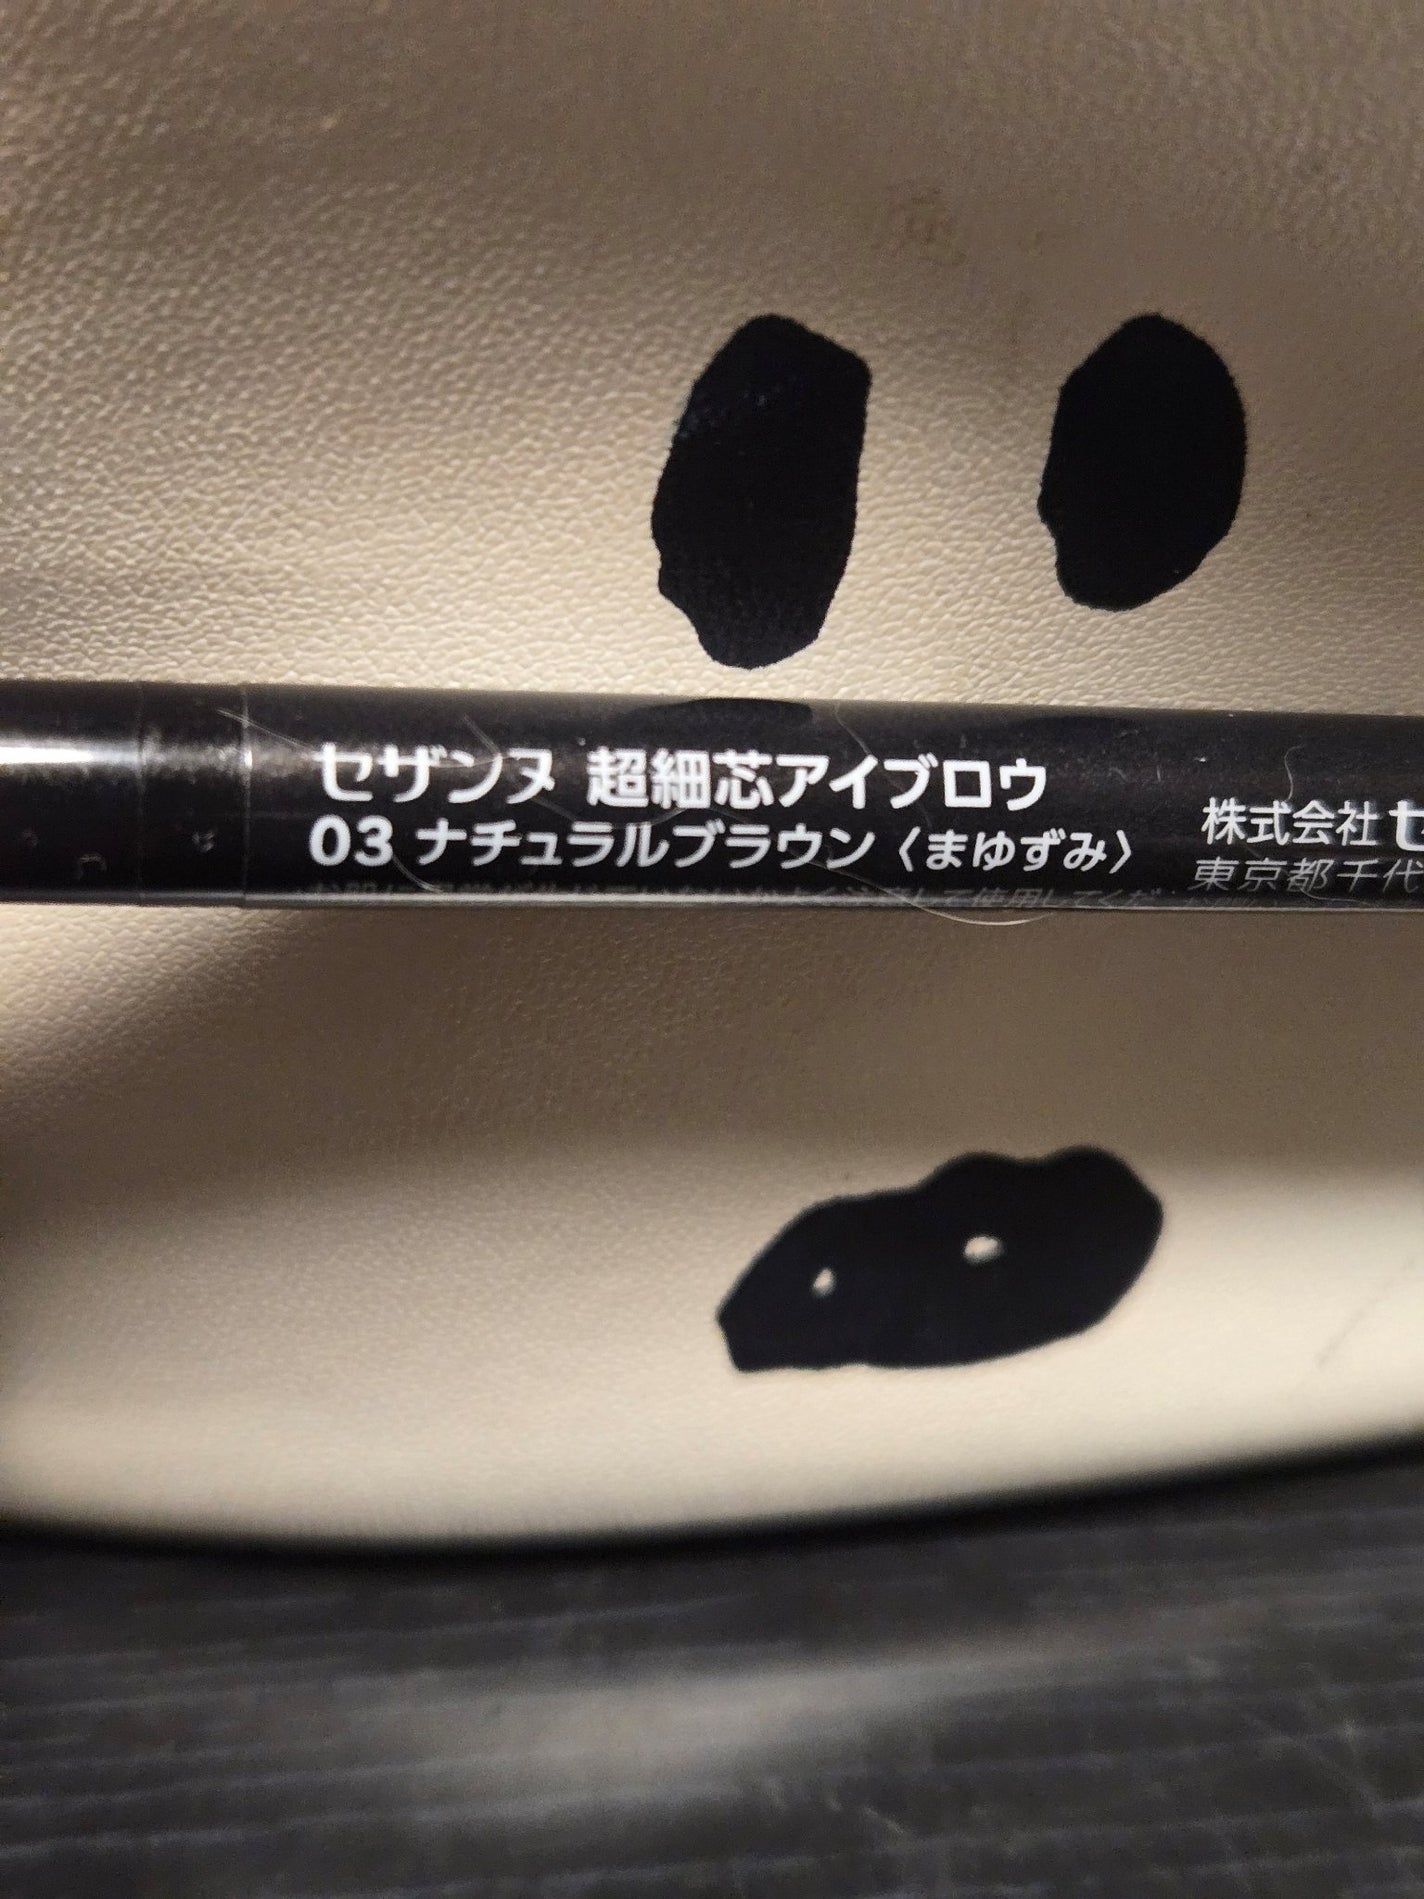 セザンヌ 超細芯アイブロウ
03 ナチュラルブラウン〈まゆずみ〉
株式会社セ
東京都千代